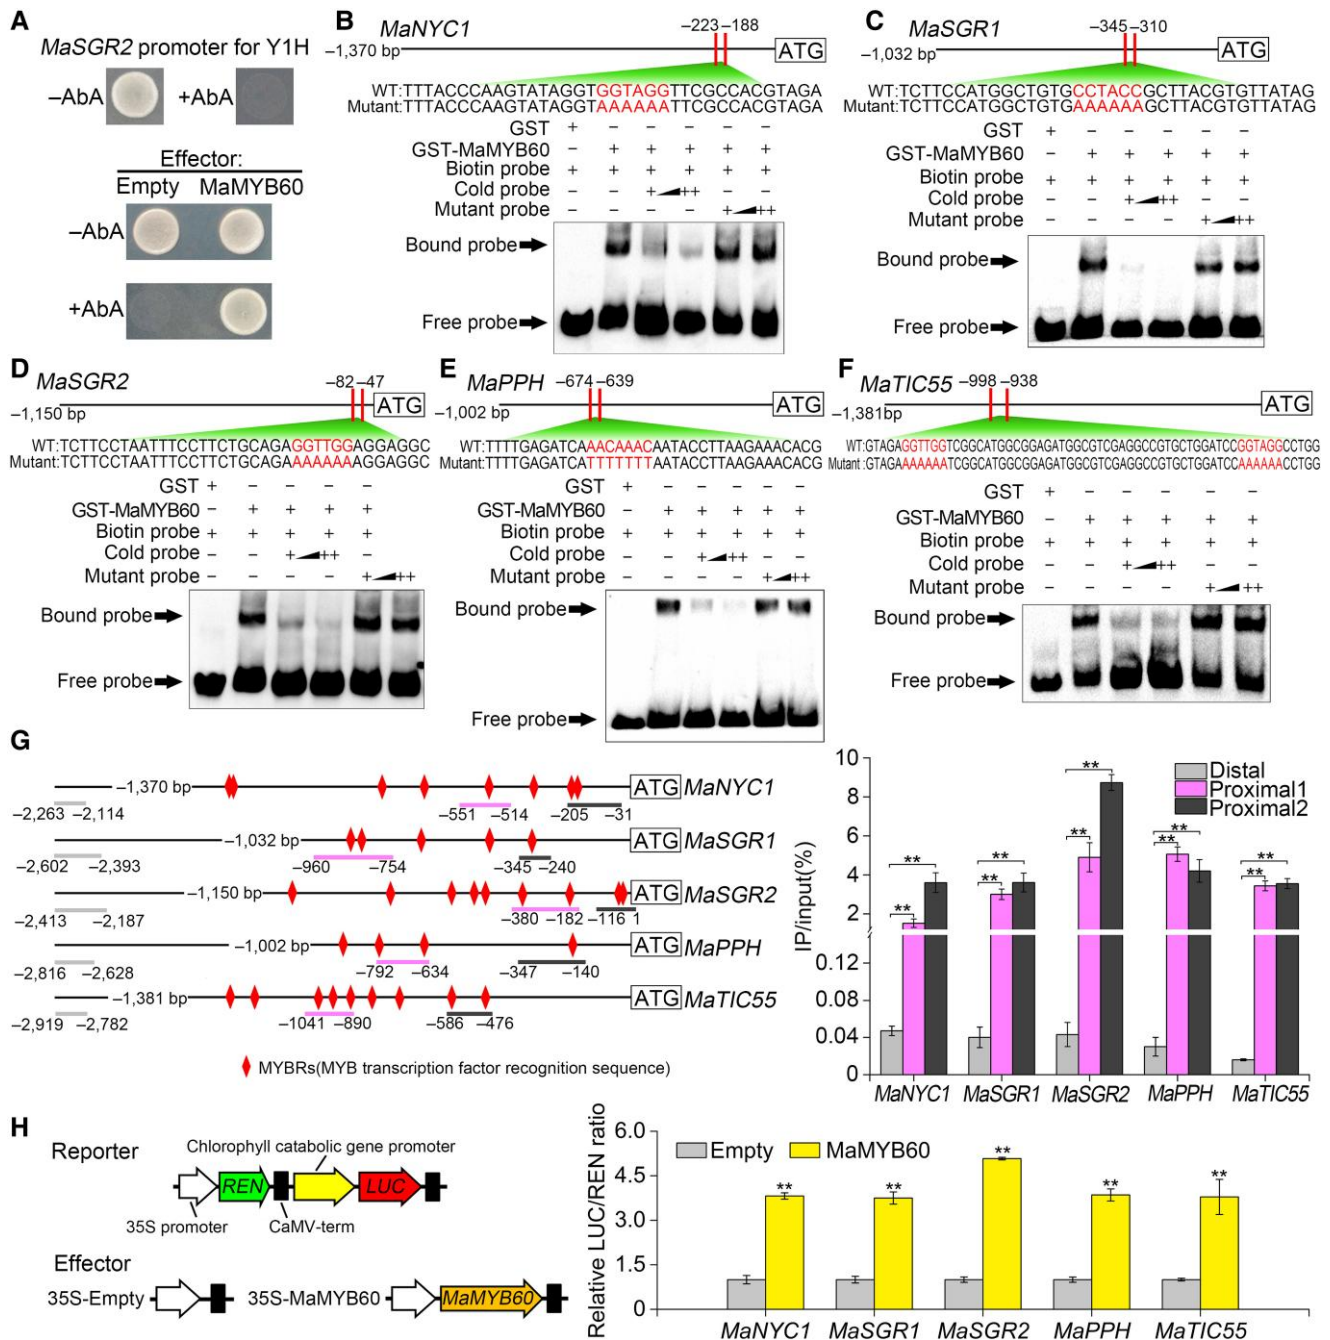 A
MaSGR2 promoter for Y1H
–AbA +AbA
Effector:
Empty MaMYB60
–AbA
+AbA
B
MaNYC1
–223 –188
–1,370 bp
ATG
WT:TTTACCCAAGTATAGGTGGTAGGTTCGCCACGTAGA
Mutant:TTTACCCAAGTATAGGTAAAAAATTCGCCACGTAGA
GST + – – – – –
GST-MaMYB60 – + + + + +
Biotin probe + + + + + +
Cold probe – – + ++ – –
Mutant probe – – – – + ++
Bound probe
Free probe
C
MaSGR1
–345 –310
–1,032 bp
ATG
WT:TCTTCCATGGCTGTGCCTACCGCTTACGTGTTATAG
Mutant:TCTTCCATGGCTGTGAAAAAAGCTTACGTGTTATAG
GST + – – – – –
GST-MaMYB60 – + + + + +
Biotin probe + + + + + +
Cold probe – – + ++ – –
Mutant probe – – – – + ++
Bound probe
Free probe
D
MaSGR2
–82 –47
–1,150 bp
ATG
WT:TCTTCCTAATTTCCTTCTGCAGAGGTTGGAGGAGGC
Mutant:TCTTCCTAATTTCCTTCTGCAGAAAAAAAAGGAGGC
GST + – – – –
GST-MaMYB60 – + + + +
Biotin probe + + + + +
Cold probe – – + ++ –
Mutant probe – – – – + ++
Bound probe
Free probe
E
MaPPH
–674 –639
–1,002 bp
ATG
WT:TTTTGAGATCAAACAAACAATACCTTAAGAAACACG
Mutant:TTTTGAGATCATTTTTTTAATACCTTAAGAAACACG
GST + – – – – –
GST-MaMYB60 – + + + + +
Biotin probe + + + + + +
Cold probe – – + ++ – –
Mutant probe – – – – + ++
Bound probe
Free probe
F
MaTIC55
–998 –938
–1,381bp
ATG
WT:GTAGAGGTTGGTCGGCATGGCGGAGATGGCGTCGAGGCCGTGCTGGATCCGGTAGGCCTGG
Mutant:GTAGAAAAAAATCGGCATGGCGGAGATGGCGTCGAGGCCGTGCTGGATCCAAAAAACCTGG
GST + – – – – –
GST-MaMYB60 – + + + + +
Biotin probe + + + + + +
Cold probe – – + ++ – –
Mutant probe – – – – + ++
Bound probe
Free probe
G
–1,370 bp ATG MaNYC1
–2,263 –2,114 –551 –514 –205 –31
–1,032 bp ATG MaSGR1
–2,602 –2,393 –960 –754 –345 –240
–1,150 bp ATG MaSGR2
–2,413 –2,187 –380 –182 –116 1
–1,002 bp ATG MaPPH
–2,816 –2,628 –792 –634 –347 –140
–1,381 bp ATG MaTIC55
–2,919 –2,782 –1041 –890 –586 –476
MYBRs(MYB transcription factor recognition sequence)
IP/input(%)
10
8
6
4
2
0.12
0.08
0.04
0
Distal
Proximal1
Proximal2
** ** ** ** ** ** ** ** ** **
MaNYC1 MaSGR1 MaSGR2 MaPPH MaTIC55
H
Reporter
Chlorophyll catabolic gene promoter
REN LUC
35S promoter CaMV-term
Effector
35S-Empty 35S-MaMYB60 MaMYB60
Relative LUC/REN ratio
6.0
4.5
3.0
1.5
0
Empty MaMYB60
** ** ** ** **
MaNYC1 MaSGR1 MaSGR2 MaPPH MaTIC55